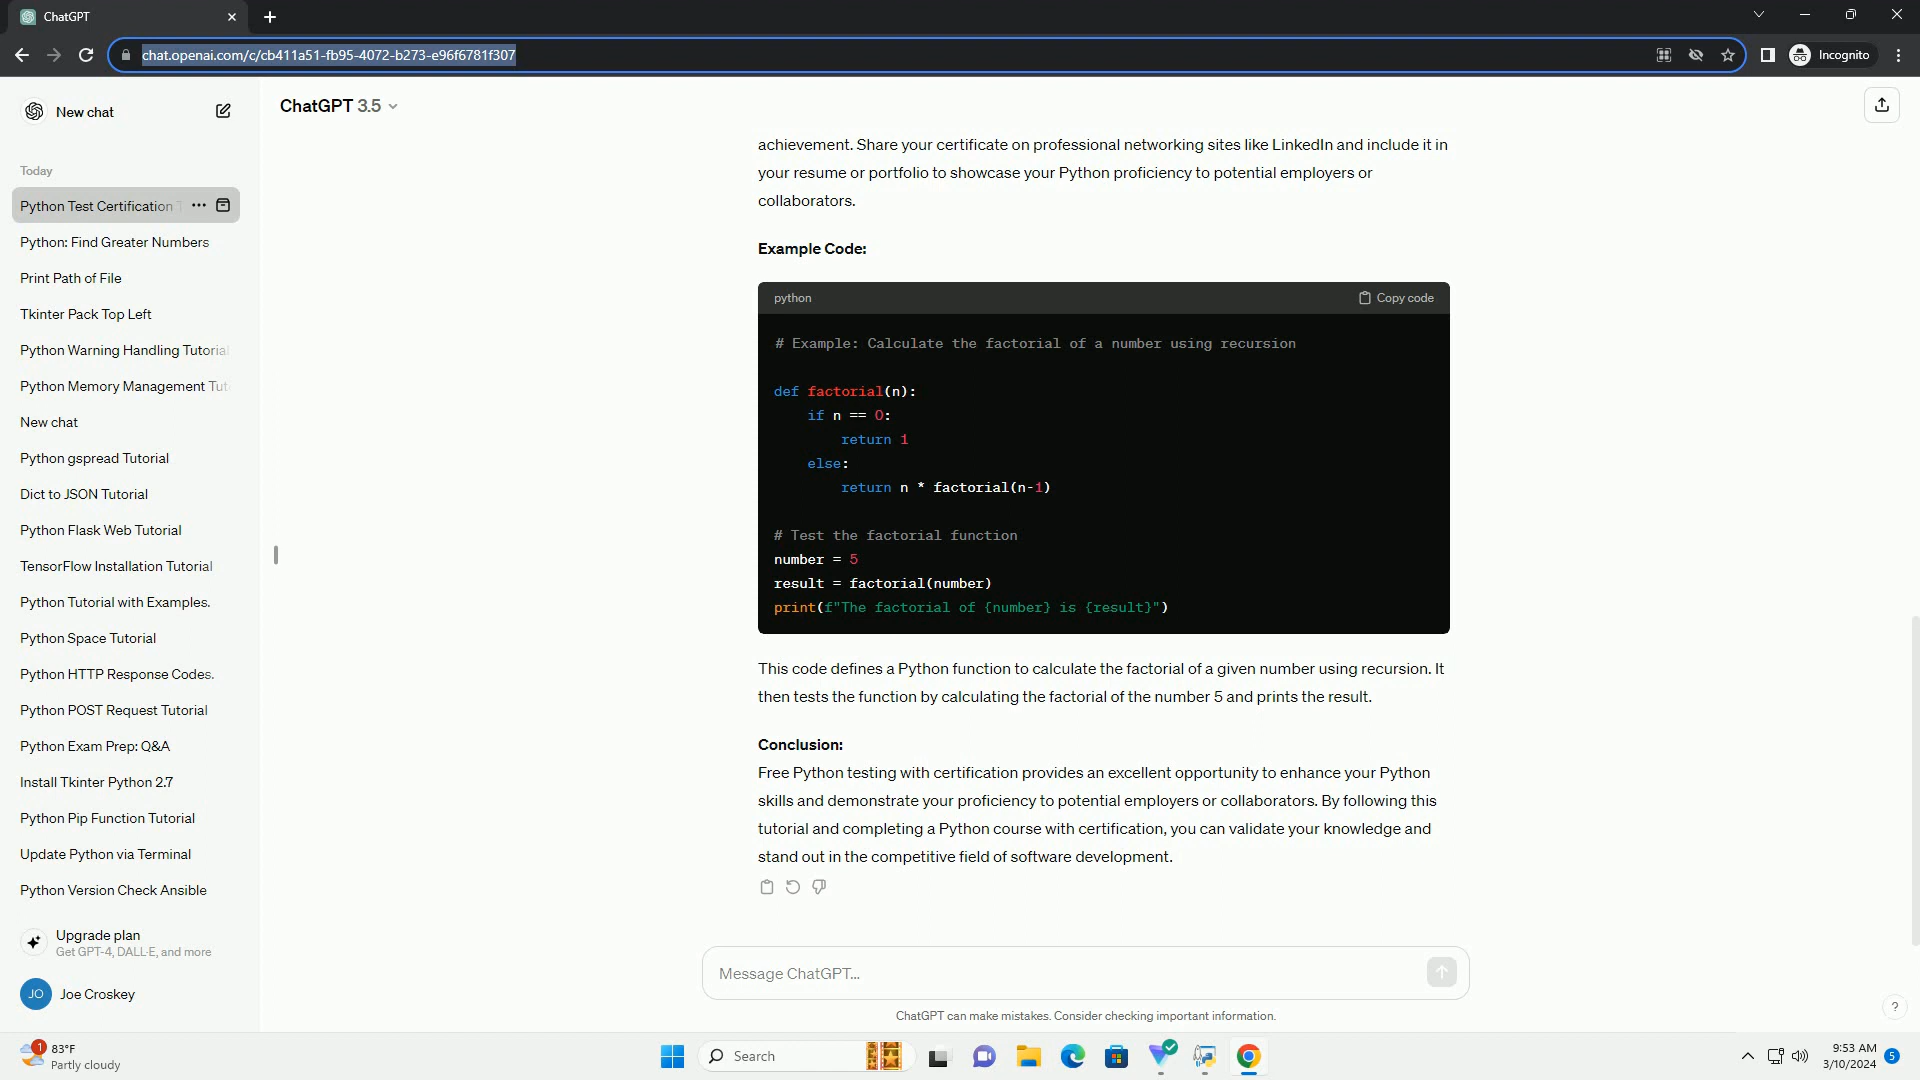 ChatGPT
chat.openai.com/c/cb411a51-fb95-4072-b273-e96f6781f307
Incognito
New chat
Today
Python Test Certification
Python: Find Greater Numbers
Print Path of File
Tkinter Pack Top Left
Python Warning Handling Tutorial
Python Memory Management Tut
New chat
Python gspread Tutorial
Dict to JSON Tutorial
Python Flask Web Tutorial
TensorFlow Installation Tutorial
Python Tutorial with Examples.
Python Space Tutorial
Python HTTP Response Codes.
Python POST Request Tutorial
Python Exam Prep: Q&A
Install Tkinter Python 2.7
Python Pip Function Tutorial
Update Python via Terminal
Python Version Check Ansible
Upgrade plan
Get GPT-4, DALL·E, and more
JO Joe Croskey
ChatGPT 3.5
achievement. Share your certificate on professional networking sites like LinkedIn and include it in
your resume or portfolio to showcase your Python proficiency to potential employers or
collaborators.
Example Code:
python Copy code
# Example: Calculate the factorial of a number using recursion
def factorial(n):
if n == 0:
return 1
else:
return n * factorial(n-1)
# Test the factorial function
number = 5
result = factorial(number)
print(f"The factorial of {number} is {result}")
This code defines a Python function to calculate the factorial of a given number using recursion. It
then tests the function by calculating the factorial of the number 5 and prints the result.
Conclusion:
Free Python testing with certification provides an excellent opportunity to enhance your Python
skills and demonstrate your proficiency to potential employers or collaborators. By following this
tutorial and completing a Python course with certification, you can validate your knowledge and
stand out in the competitive field of software development.
Message ChatGPT…
ChatGPT can make mistakes. Consider checking important information.
?
1
83°F
Partly cloudy
Search
9:53 AM
3/10/2024
5